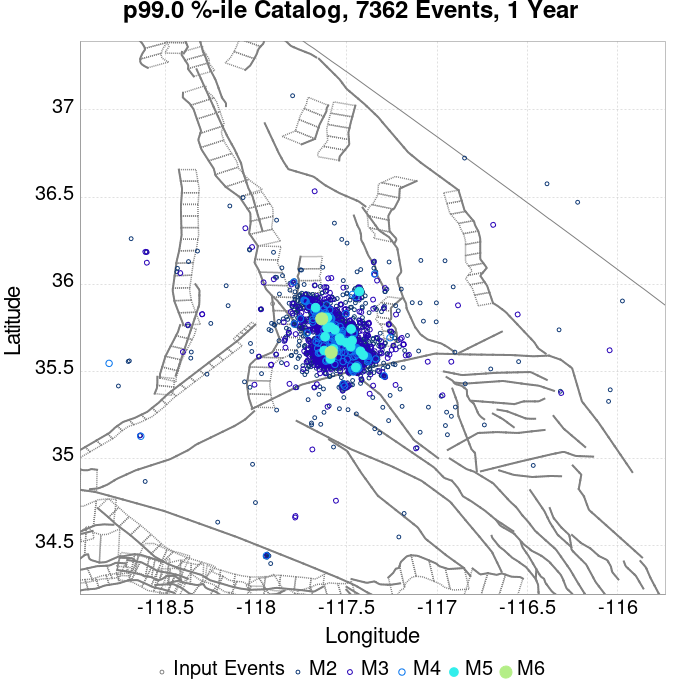 p99.0 %-ile Catalog, 7362 Events, 1 Year
37
36.5
36
35.5
35
34.5
Latitude
-118.5 -118 -117.5 -117 -116.5 -116
Longitude
Input Events M2 M3 M4 M5 M6